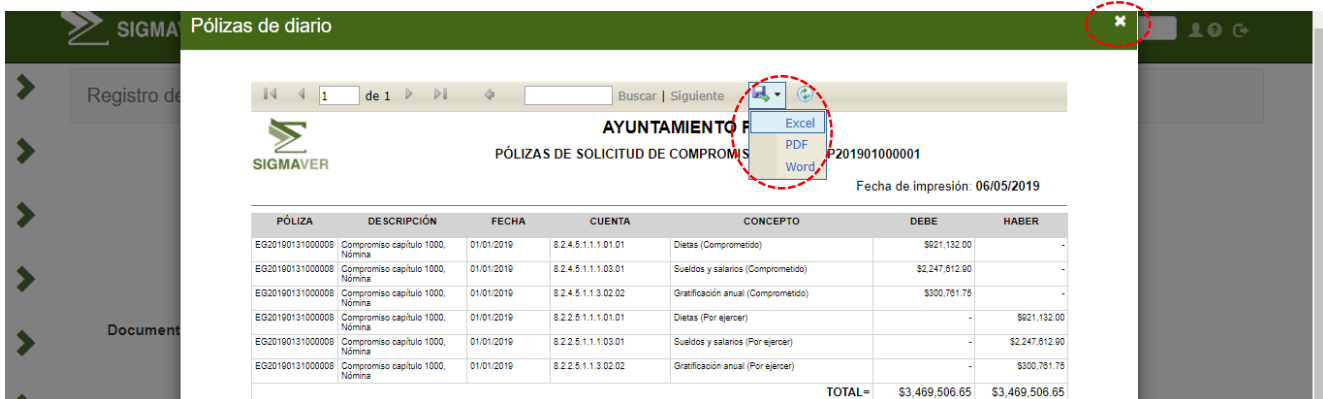 SIGMA
Pólizas de diario
Registro de
1 de 1 Buscar | Siguiente
Excel
PDF
Word
AYUNTAMIENTO
SIGMAVER
PÓLIZAS DE SOLICITUD DE COMPROMIS P201901000001
Fecha de impresión: 06/05/2019
PÓLIZA DESCRIPCIÓN FECHA CUENTA CONCEPTO DEBE HABER
EG20190131000008 Compromiso capítulo 1000, Nómina 01/01/2019 8.2.4.5.1.1.1.01.01 Dietas (Comprometido) $921,132.00 -
EG20190131000008 Compromiso capítulo 1000, Nómina 01/01/2019 8.2.4.5.1.1.1.03.01 Sueldos y salarios (Comprometido) $2,247,612.90 -
EG20190131000008 Compromiso capítulo 1000, Nómina 01/01/2019 8.2.4.5.1.1.3.02.02 Gratificación anual (Comprometido) $300,761.75 -
EG20190131000008 Compromiso capítulo 1000, Nómina 01/01/2019 8.2.2.5.1.1.1.01.01 Dietas (Por ejercer) - $921,132.00
EG20190131000008 Compromiso capítulo 1000, Nómina 01/01/2019 8.2.2.5.1.1.1.03.01 Sueldos y salarios (Por ejercer) - $2,247,612.90
EG20190131000008 Compromiso capítulo 1000, Nómina 01/01/2019 8.2.2.5.1.1.3.02.02 Gratificación anual (Por ejercer) - $300,761.75
Document
TOTAL= $3,469,506.65 $3,469,506.65